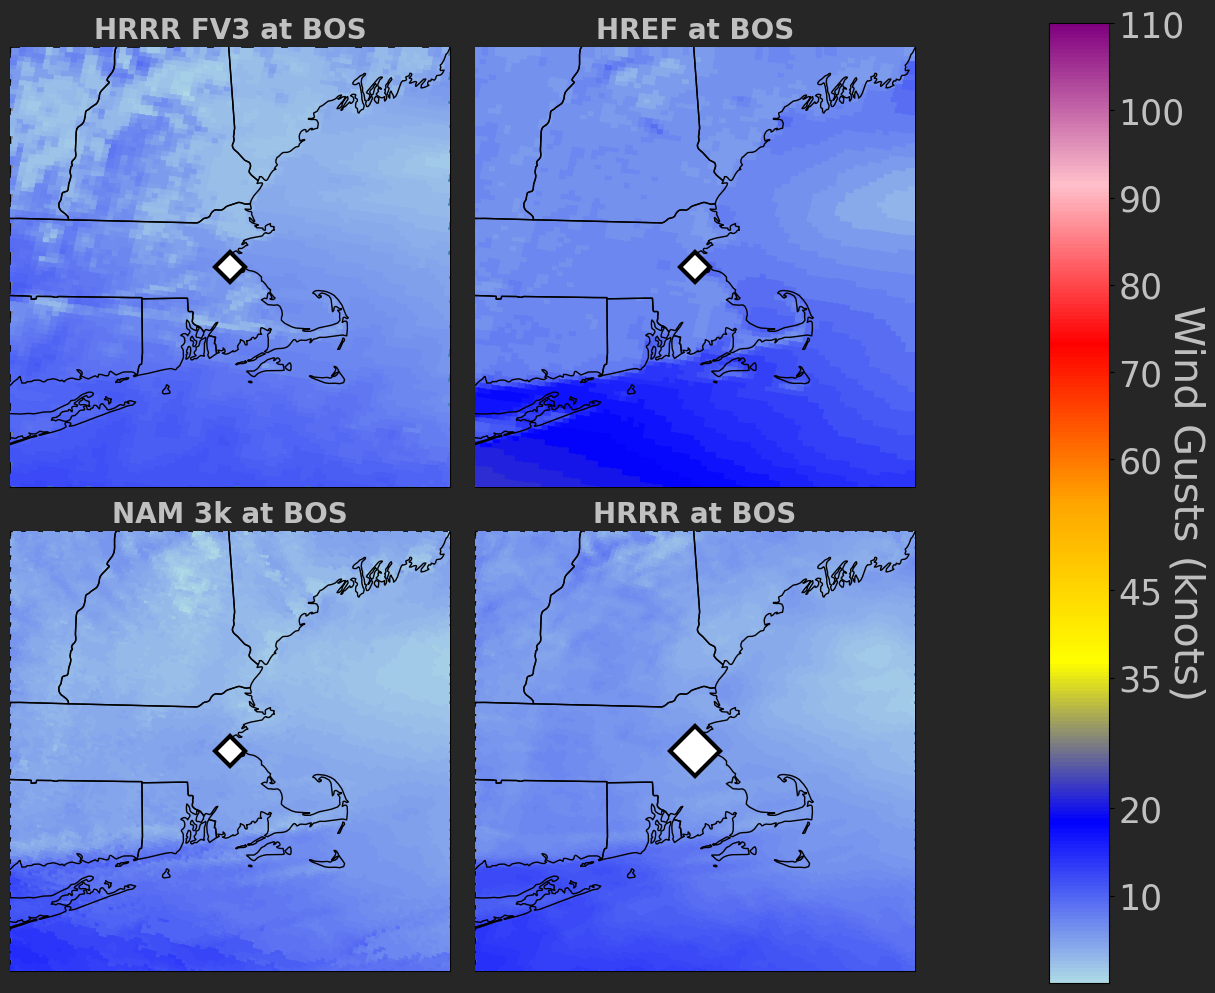 HRRR FV3 at BOS
HREF at BOS
NAM 3k at BOS
HRRR at BOS
110
100
90
80
70
60
45
35
20
10
Wind Gusts (knots)